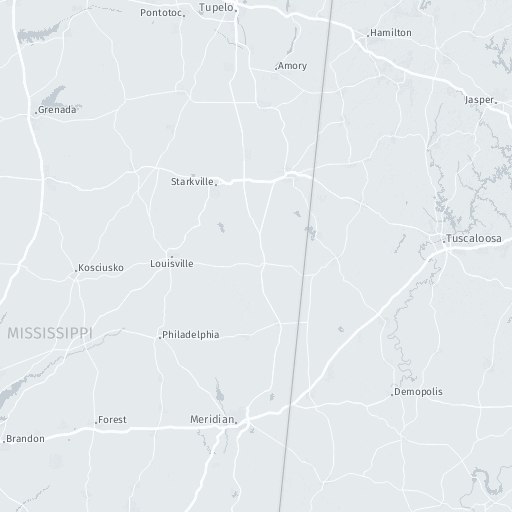 Tupelo
Pontotoc
Hamilton
Amory
Jasper
Grenada
Starkville
Tuscaloosa
Louisville
Kosciusko
MISSISSIPPI
Philadelphia
Demopolis
Forest
Meridian
Brandon